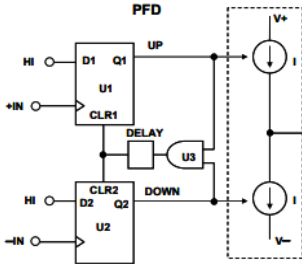 PFD
V+
UP
HI
D1
Q1
I
U1
+IN
CLR1
DELAY
U3
CLR2
DOWN
HI
D2
Q2
I
U2
–IN
V–